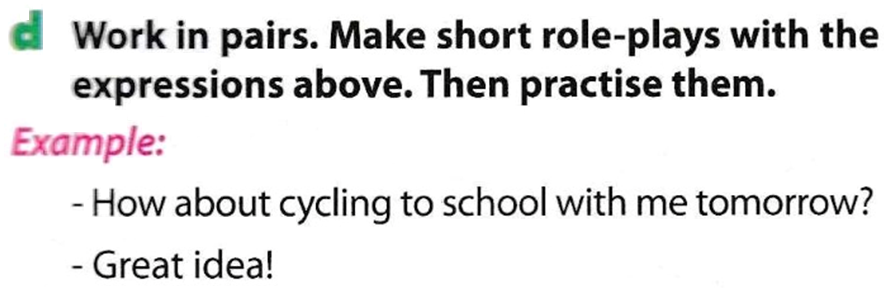 d Work in pairs. Make short role-plays with the
expressions above. Then practise them.
Example:
- How about cycling to school with me tomorrow?
- Great idea!